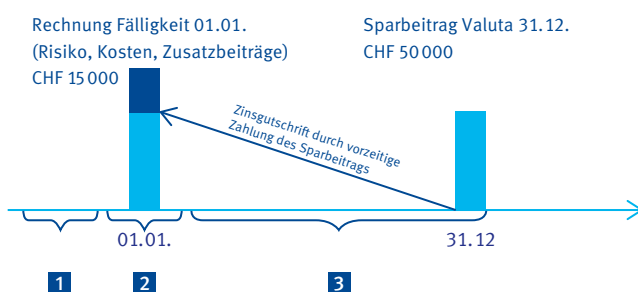 Rechnung Fälligkeit 01.01.
(Risiko, Kosten, Zusatzbeiträge)
CHF 15 000
Sparbeitrag Valuta 31.12.
CHF 50 000
Zinsgutschrift durch vorzeitige
Zahlung des Sparbeitrags
01.01.
31.12
1
2
3